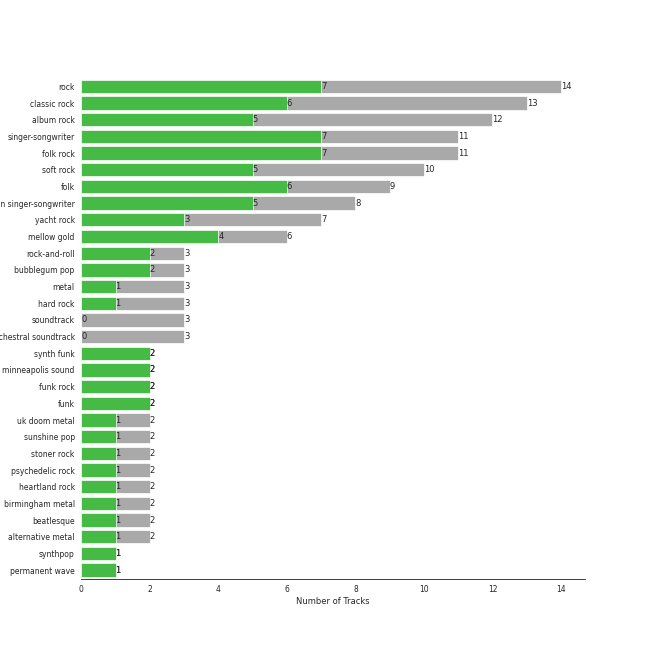 rock 7 14
classic rock 6 13
album rock 5 12
singer-songwriter 7 11
folk rock 7 11
soft rock 5 10
folk 6 9
n singer-songwriter 5 8
yacht rock 3 7
mellow gold 4 6
rock-and-roll 2 3
bubblegum pop 2 3
metal 1 3
hard rock 1 3
soundtrack 0 3
chestral soundtrack 0 3
synth funk 2 2
minneapolis sound 2 2
funk rock 2 2
funk 2 2
uk doom metal 1 2
sunshine pop 1 2
stoner rock 1 2
psychedelic rock 1 2
heartland rock 1 2
birmingham metal 1 2
beatlesque 1 2
alternative metal 1 2
synthpop 1 1
permanent wave 1 1
0 2 4 6 8 10 12 14
Number of Tracks